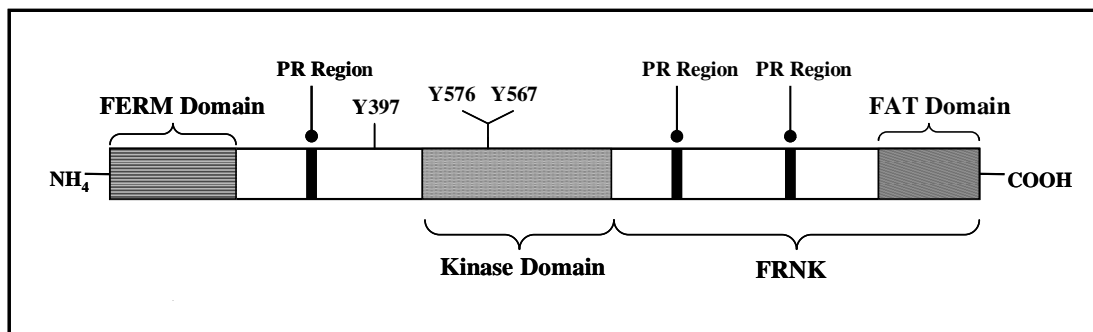 PR Region
PR Region
PR Region
FERM Domain
Y397
Y576
Y567
FAT Domain
NH4
COOH
Kinase Domain
FRNK